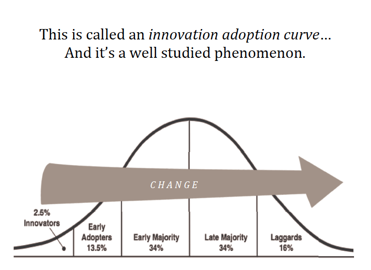 This is called an innovation adoption curve…
And it's a well studied phenomenon.
CHANGE
2.5%
Innovators
Early
Adopters
13.5%
Early Majority
34%
Late Majority
34%
Laggards
16%